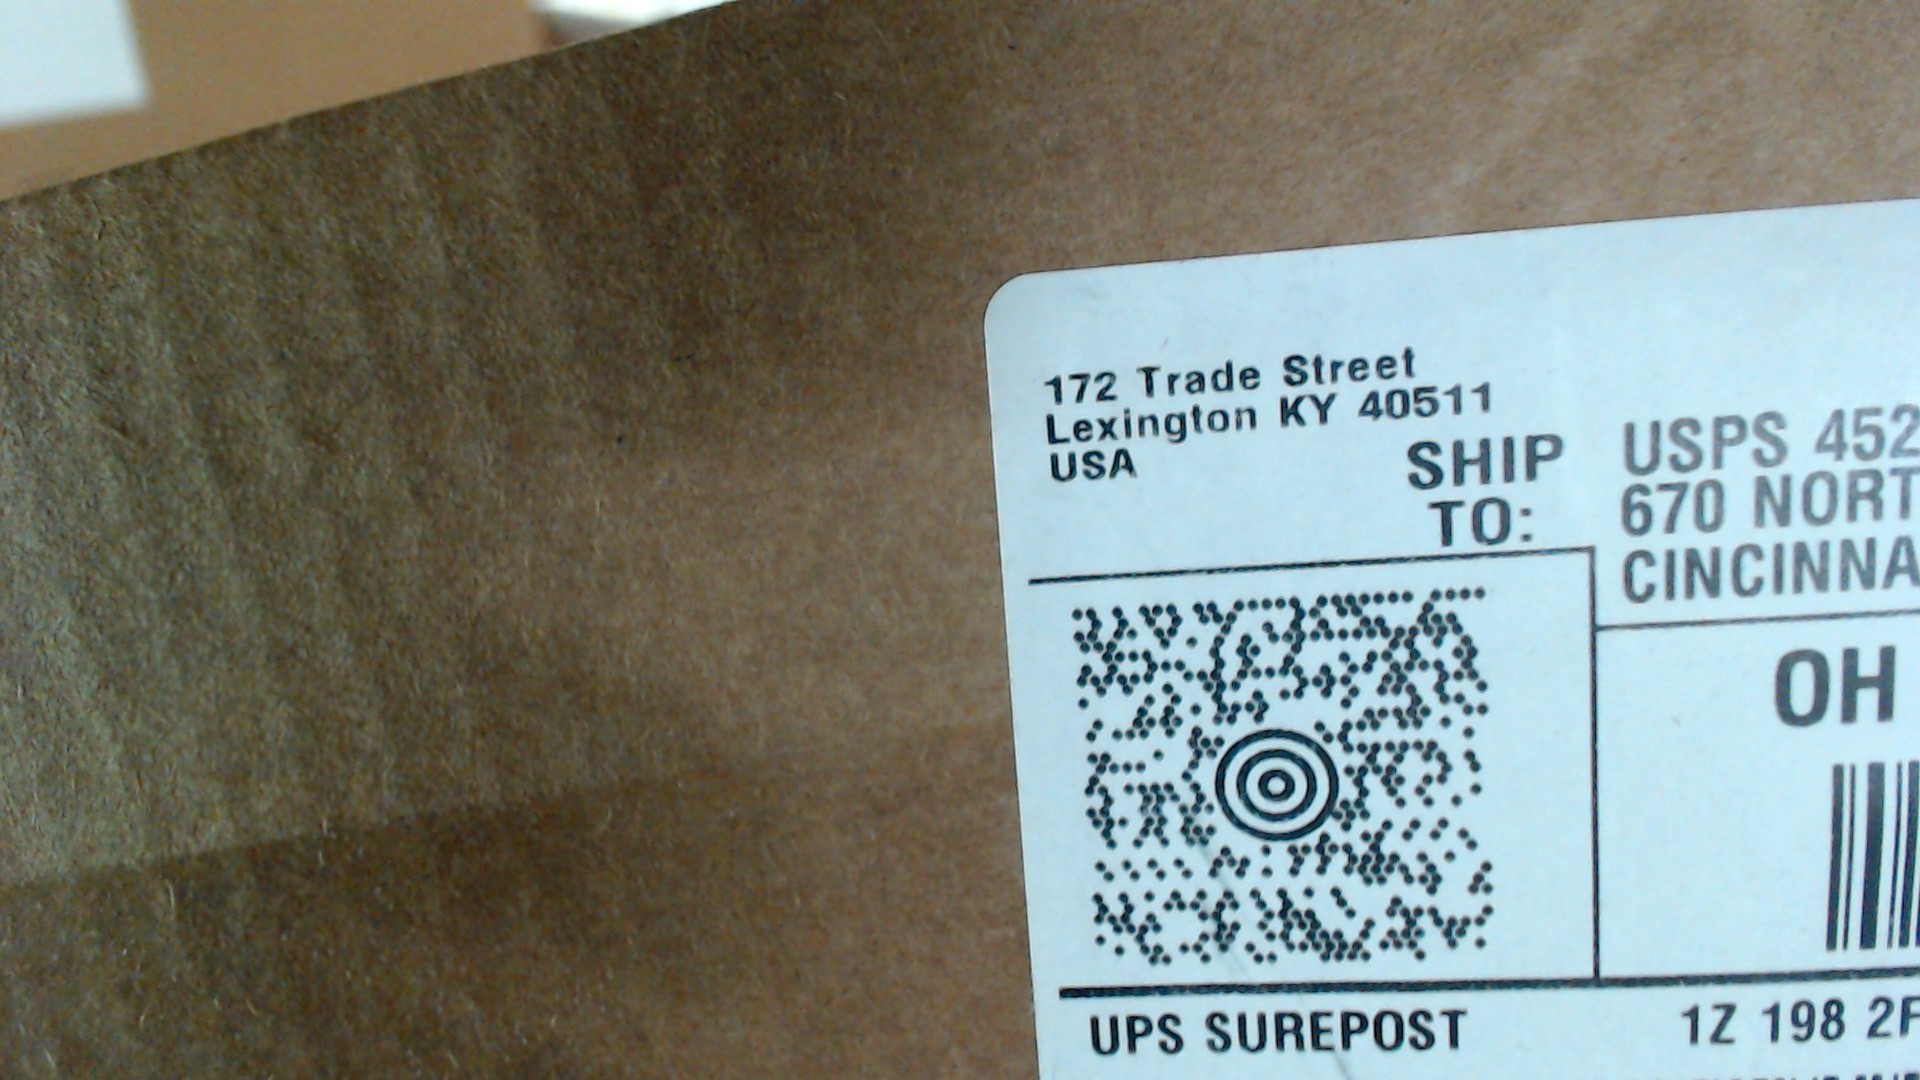 172 Trade Street
Lexington KY 40511
USA
SHIP
TO:
USPS 452
670 NORT
CINCINNA
OH
UPS SUREPOST
1Z 198 2F